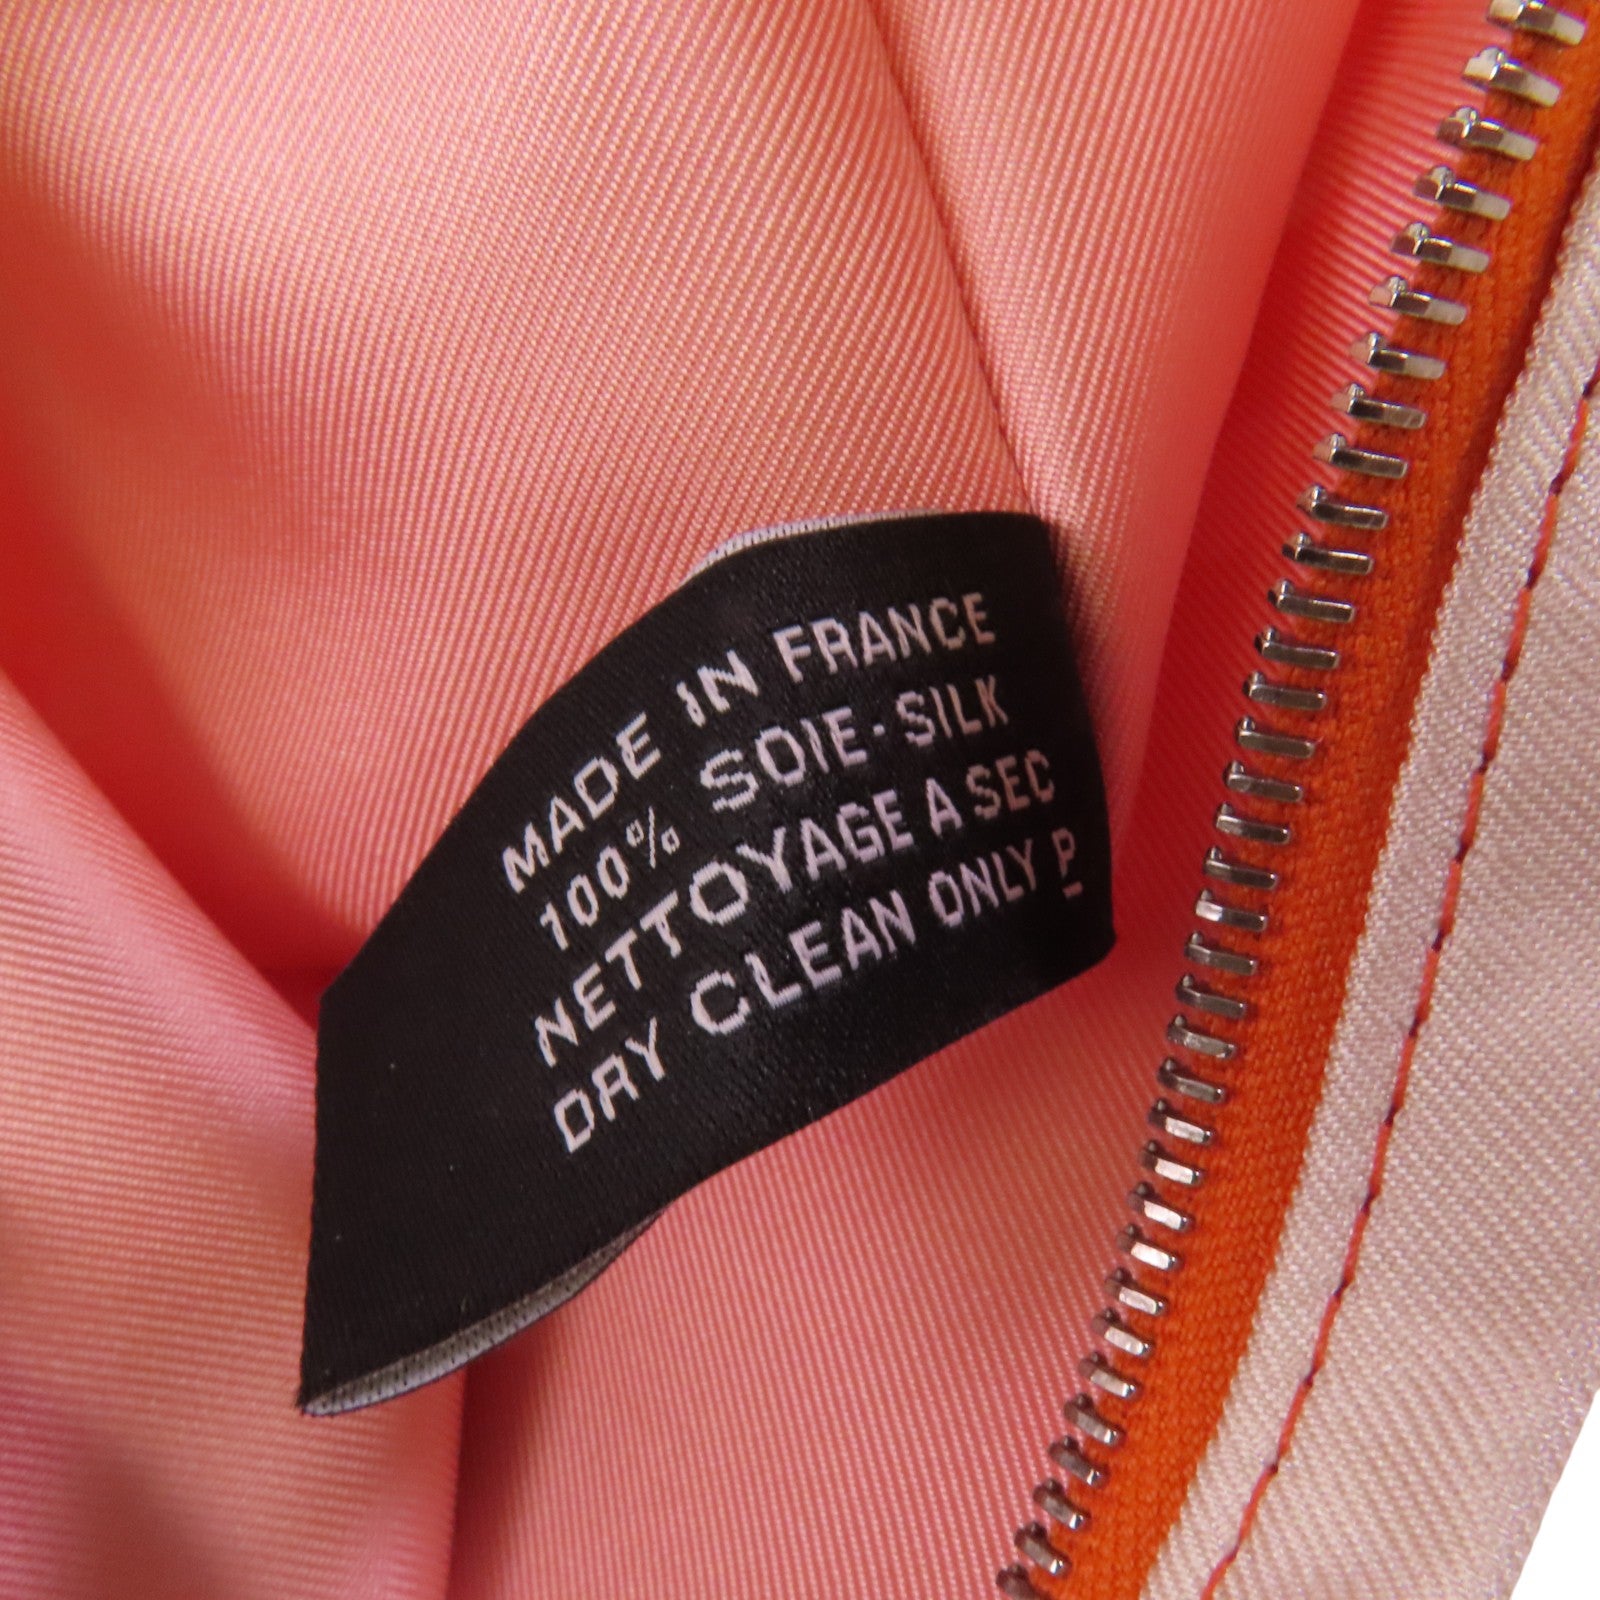 MADE IN FRANCE
100% SOIE-SILK
NETTOYAGE A SEC
DRY CLEAN ONLY P